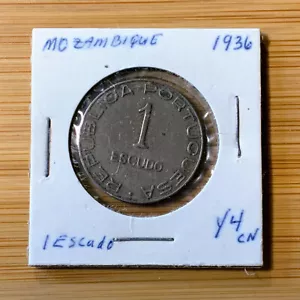 MOZAMBIQUE 1936
REPUBLICA PORTUGUESA
1
ESCUDO
1 Escudo Y4
CN